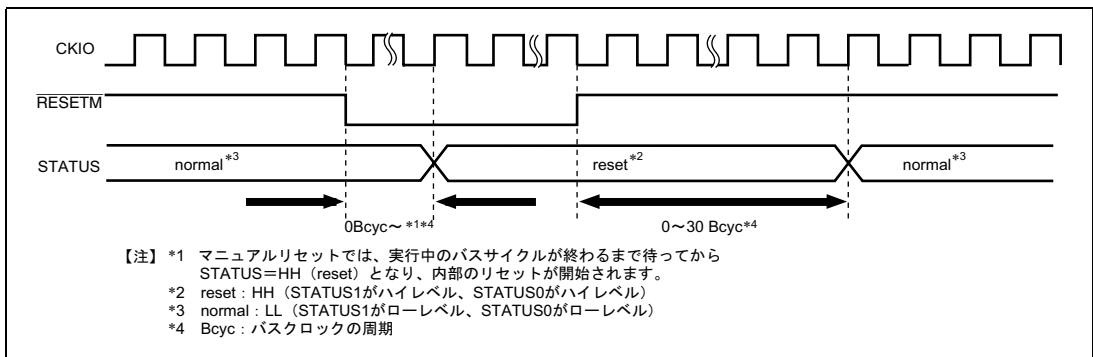 CKIO
RESETM
STATUS
normal*3
reset*2
normal*3
0Bcyc～*1*4
0～30 Bcyc*4
【注】 *1 マニュアルリセットでは、実行中のバスサイクルが終わるまで待ってから
STATUS＝HH（reset）となり、内部のリセットが開始されます。
*2 reset：HH（STATUS1がハイレベル、STATUS0がハイレベル）
*3 normal：LL（STATUS1がローレベル、STATUS0がローレベル）
*4 Bcyc：バスクロックの周期